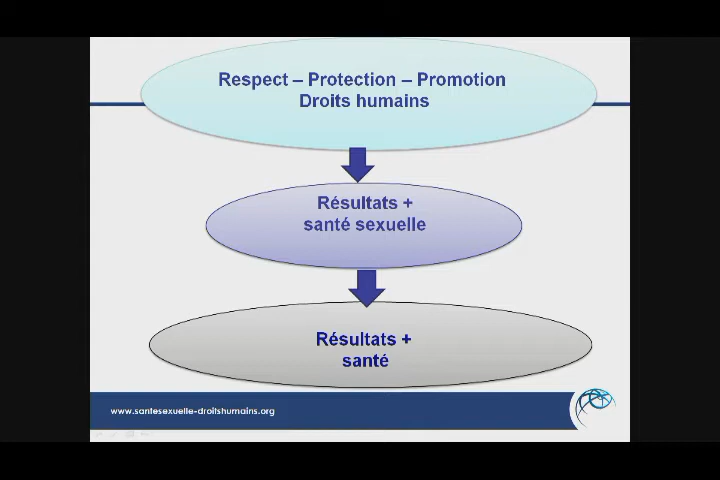 Respect – Protection – Promotion
Droits humains
Résultats +
santé sexuelle
Résultats +
santé
www.santesexuelle-droitshumains.org